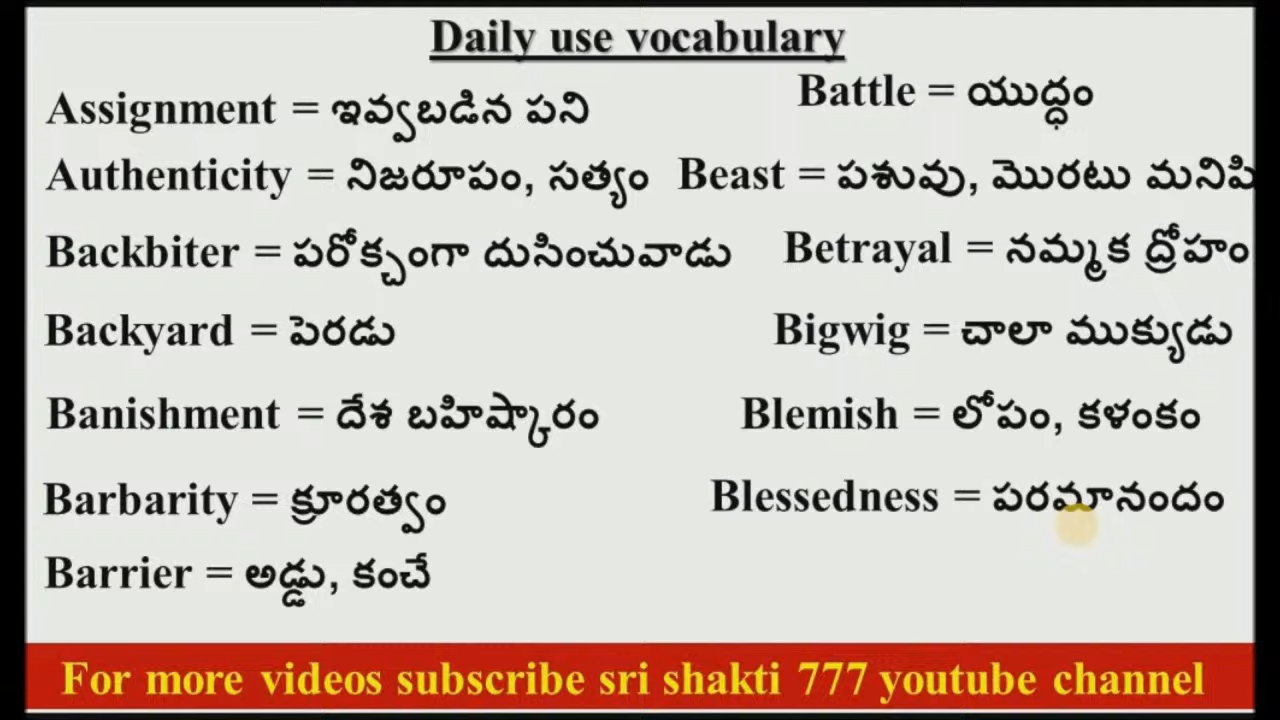 Daily use vocabulary
Assignment = ఇవ్వబడిన పని
Authenticity = నిజరూపం, సత్యం
Backbiter = పరోక్చంగా దుసించువాడు
Backyard = పెరడు
Banishment = దేశ బహిష్కారం
Barbarity = క్రూరత్వం
Barrier = అడ్డు, కంచే
Battle = యుద్ధం
Beast = పశువు, మొరటు మనిషి
Betrayal = నమ్మక ద్రోహం
Bigwig = చాలా ముక్యుడు
Blemish = లోపం, కళంకం
Blessedness = పరమానందం
For more videos subscribe sri shakti 777 youtube channel